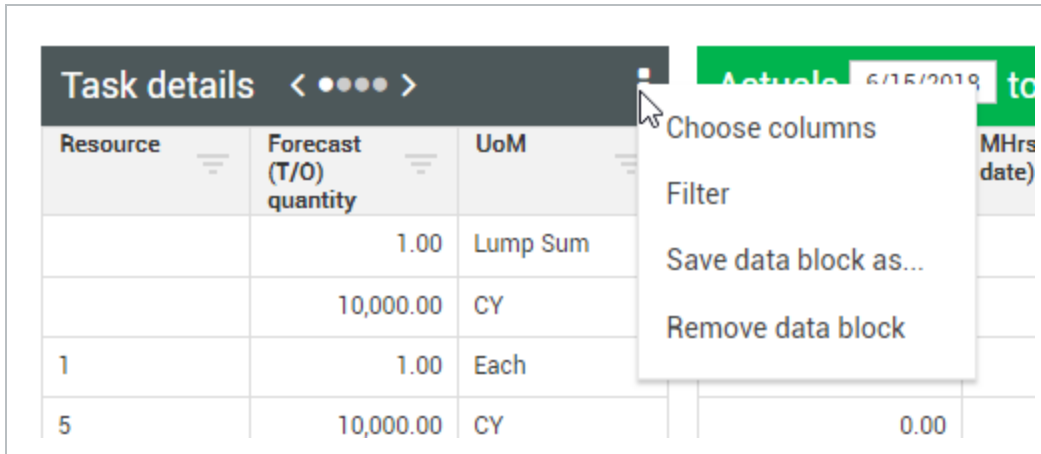 Task details
Actuals 6/15/2018 to
Resource
Forecast
(T/O)
quantity
UoM
MHrs
date)
Choose columns
Filter
Save data block as...
Remove data block
1.00 Lump Sum
10,000.00 CY
1 1.00 Each
5 10,000.00 CY 0.00